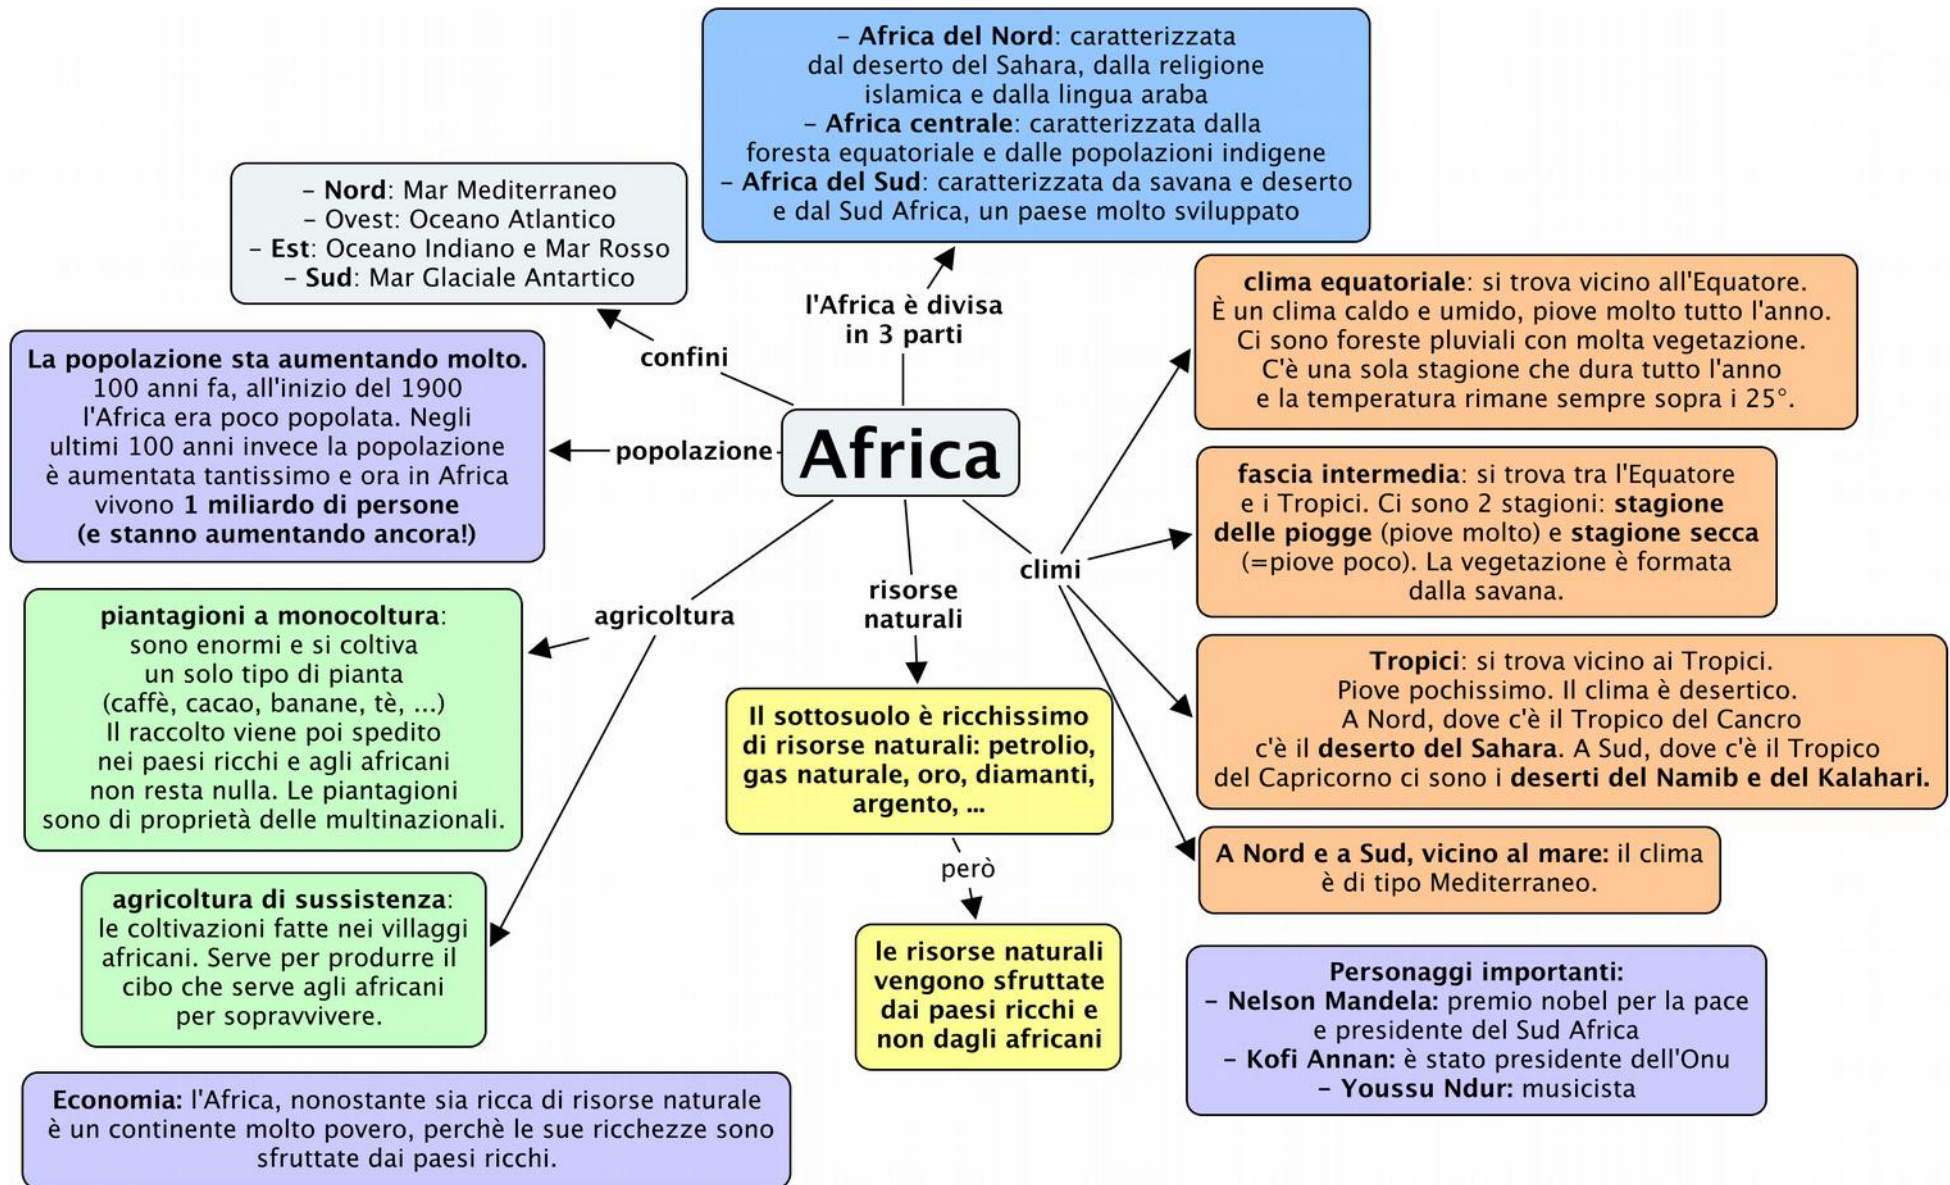 – Africa del Nord: caratterizzata
dal deserto del Sahara, dalla religione
islamica e dalla lingua araba
– Africa centrale: caratterizzata dalla
foresta equatoriale e dalle popolazioni indigene
– Africa del Sud: caratterizzata da savana e deserto
e dal Sud Africa, un paese molto sviluppato
– Nord: Mar Mediterraneo
– Ovest: Oceano Atlantico
– Est: Oceano Indiano e Mar Rosso
– Sud: Mar Glaciale Antartico
l'Africa è divisa
in 3 parti
confini
La popolazione sta aumentando molto.
100 anni fa, all'inizio del 1900
l'Africa era poco popolata. Negli
ultimi 100 anni invece la popolazione
è aumentata tantissimo e ora in Africa
vivono 1 miliardo di persone
(e stanno aumentando ancora!)
popolazione
Africa
clima equatoriale: si trova vicino all'Equatore.
È un clima caldo e umido, piove molto tutto l'anno.
Ci sono foreste pluviali con molta vegetazione.
C'è una sola stagione che dura tutto l'anno
e la temperatura rimane sempre sopra i 25°.
fascia intermedia: si trova tra l'Equatore
e i Tropici. Ci sono 2 stagioni: stagione
delle piogge (piove molto) e stagione secca
(=piove poco). La vegetazione è formata
dalla savana.
climi
risorse
naturali
agricoltura
piantagioni a monocoltura:
sono enormi e si coltiva
un solo tipo di pianta
(caffè, cacao, banane, tè, ...)
Il raccolto viene poi spedito
nei paesi ricchi e agli africani
non resta nulla. Le piantagioni
sono di proprietà delle multinazionali.
Tropici: si trova vicino ai Tropici.
Piove pochissimo. Il clima è desertico.
A Nord, dove c'è il Tropico del Cancro
c'è il deserto del Sahara. A Sud, dove c'è il Tropico
del Capricorno ci sono i deserti del Namib e del Kalahari.
Il sottosuolo è ricchissimo
di risorse naturali: petrolio,
gas naturale, oro, diamanti,
argento, ...
A Nord e a Sud, vicino al mare: il clima
è di tipo Mediterraneo.
però
agricoltura di sussistenza:
le coltivazioni fatte nei villaggi
africani. Serve per produrre il
cibo che serve agli africani
per sopravvivere.
le risorse naturali
vengono sfruttate
dai paesi ricchi e
non dagli africani
Personaggi importanti:
– Nelson Mandela: premio nobel per la pace
e presidente del Sud Africa
– Kofi Annan: è stato presidente dell'Onu
– Youssu Ndur: musicista
Economia: l'Africa, nonostante sia ricca di risorse naturale
è un continente molto povero, perchè le sue ricchezze sono
sfruttate dai paesi ricchi.